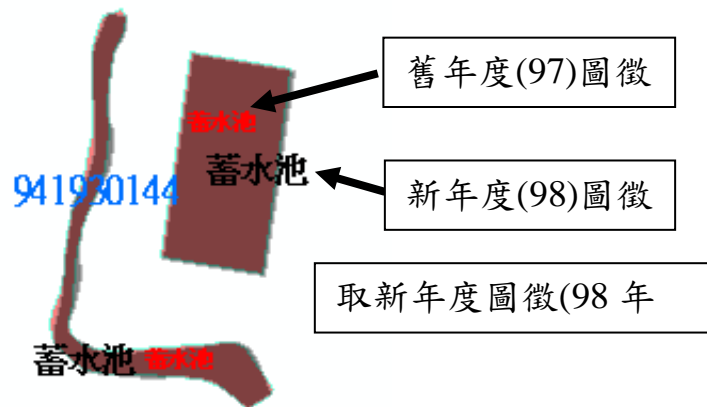 舊年度(97)圖徵
蓄水池
蓄水池
941930144
新年度(98)圖徵
取新年度圖徵(98 年
蓄水池
蓄水池